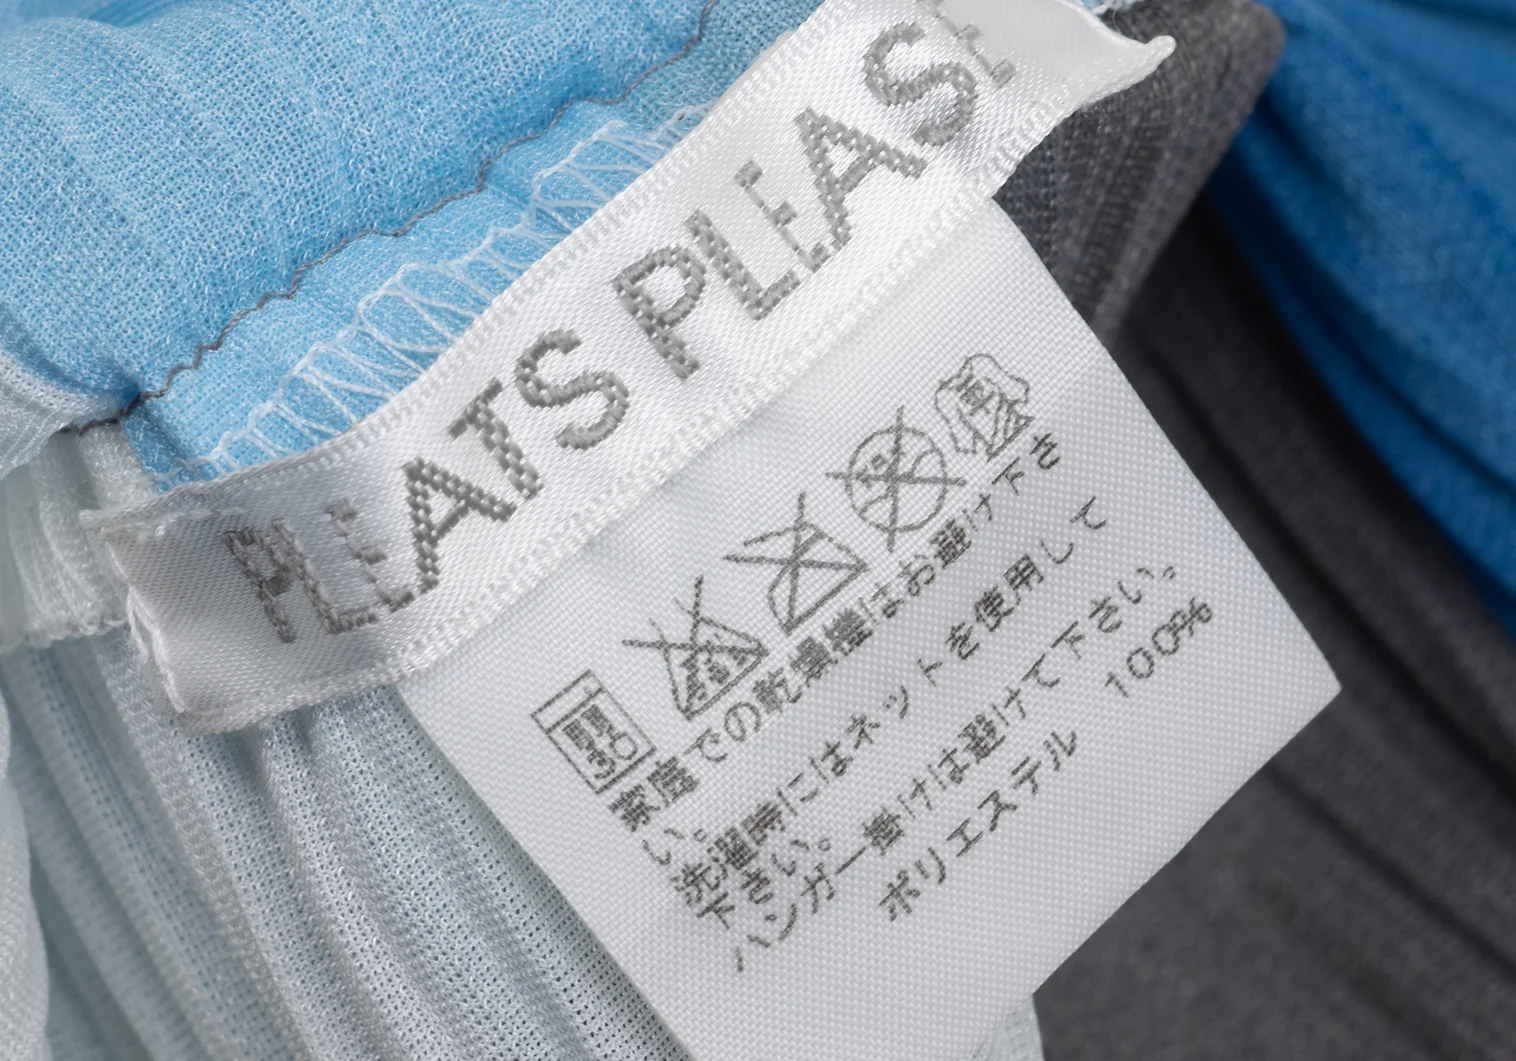 PLEATS PLEASE
30
家庭での乾燥機はお避け下さ
い。
洗濯時にはネットを使用して
下さい。
ハンガー掛けは避けて下さい。
ポリエステル 100%